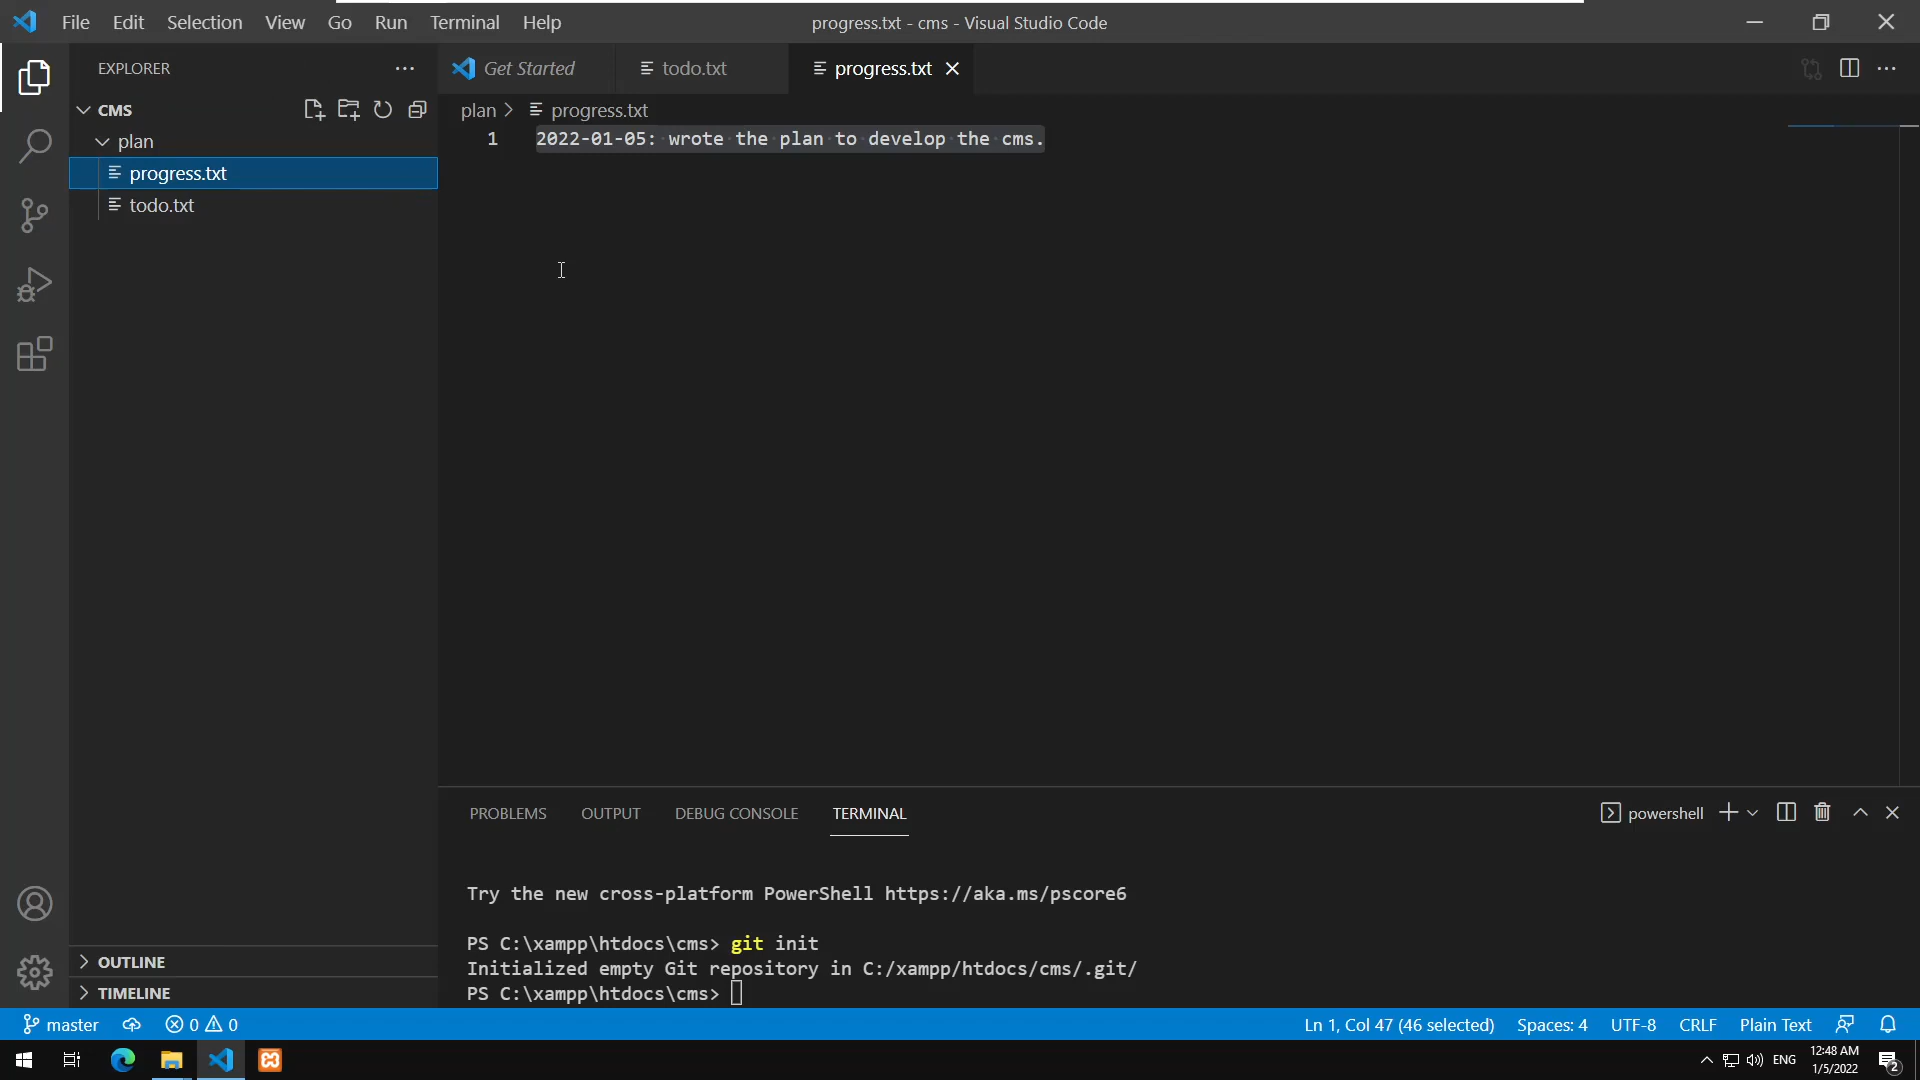 File Edit Selection View Go Run Terminal Help
progress.txt - cms - Visual Studio Code
EXPLORER
CMS
plan
progress.txt
todo.txt
OUTLINE
TIMELINE
Get Started
todo.txt
progress.txt
plan > progress.txt
1 2022-01-05: wrote the plan to develop the cms.
PROBLEMS OUTPUT DEBUG CONSOLE TERMINAL
powershell
Try the new cross-platform PowerShell https://aka.ms/pscore6
PS C:\xampp\htdocs\cms> git init
Initialized empty Git repository in C:/xampp/htdocs/cms/.git/
PS C:\xampp\htdocs\cms>
master 0 0
Ln 1, Col 47 (46 selected) Spaces: 4 UTF-8 CRLF Plain Text
ENG
12:48 AM
1/5/2022
2